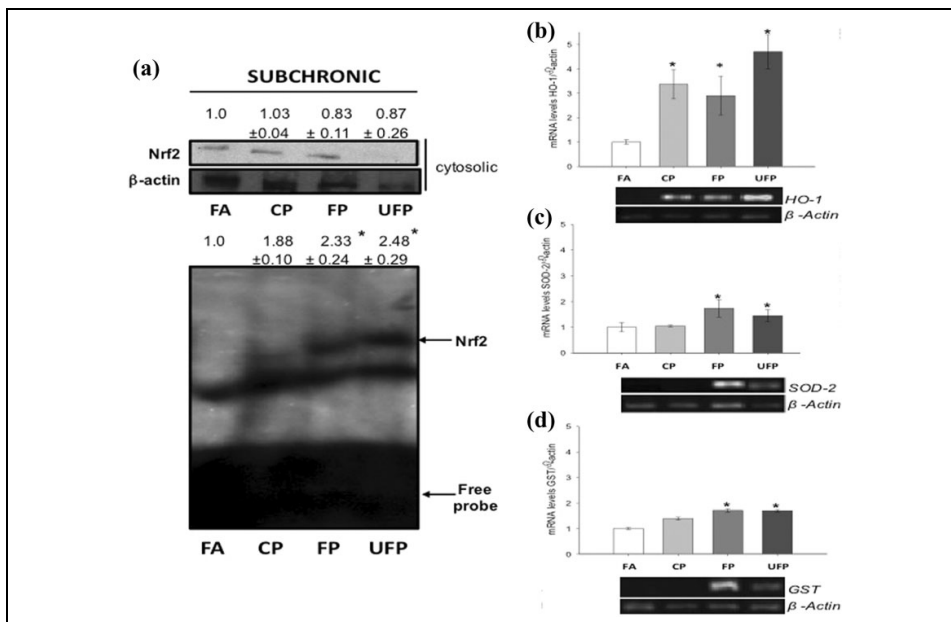 (a)
SUBCHRONIC
1.0 1.03 0.83 0.87
±0.04 ± 0.11 ± 0.26
Nrf2
β-actin
cytosolic
FA CP FP UFP
1.0 1.88 2.33 * 2.48 *
±0.10 ± 0.24 ± 0.29
Nrf2
Free
probe
FA CP FP UFP
(b)
mRNA levels HO-1/
actin
5
4
3
2
1
0
* * *
FA CP FP UFP
HO-1
β -Actin
(c)
mRNA levels SOD-2/
actin
5
4
3
2
1
0
* *
FA CP FP UFP
SOD-2
β -Actin
(d)
mRNA levels GST/
actin
5
4
3
2
1
0
* *
FA CP FP UFP
GST
β -Actin